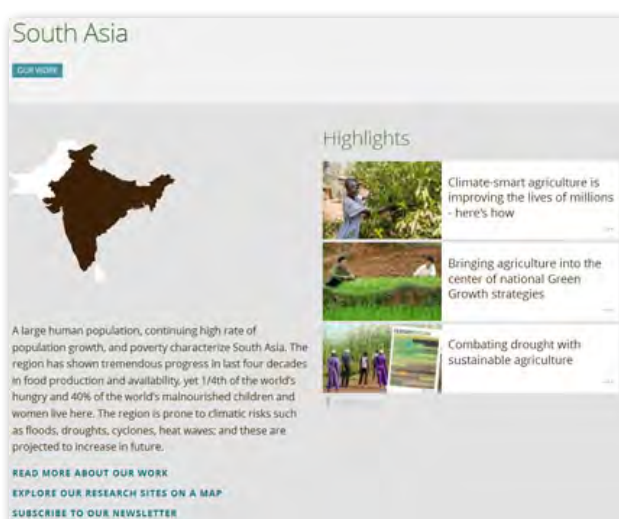 South Asia
OUR WORK
A large human population, continuing high rate of
population growth, and poverty characterize South Asia. The
region has shown tremendous progress in last four decades
in food production and availability, yet 1/4th of the world's
hungry and 40% of the world's malnourished children and
women live here. The region is prone to climatic risks such
as floods, droughts, cyclones, heat waves; and these are
projected to increase in future.
READ MORE ABOUT OUR WORK
EXPLORE OUR RESEARCH SITES ON A MAP
SUBSCRIBE TO OUR NEWSLETTER
Highlights
Climate-smart agriculture is
improving the lives of millions
- here's how
...
Bringing agriculture into the
center of national Green
Growth strategies
...
Combating drought with
sustainable agriculture
...